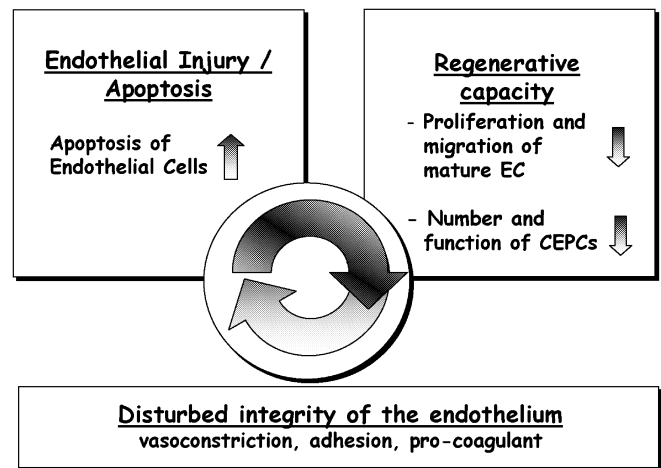 Endothelial Injury /
Apoptosis
Apoptosis of
Endothelial Cells
Regenerative
capacity
- Proliferation and
migration of
mature EC
- Number and
function of CEPCs
Disturbed integrity of the endothelium
vasoconstriction, adhesion, pro-coagulant